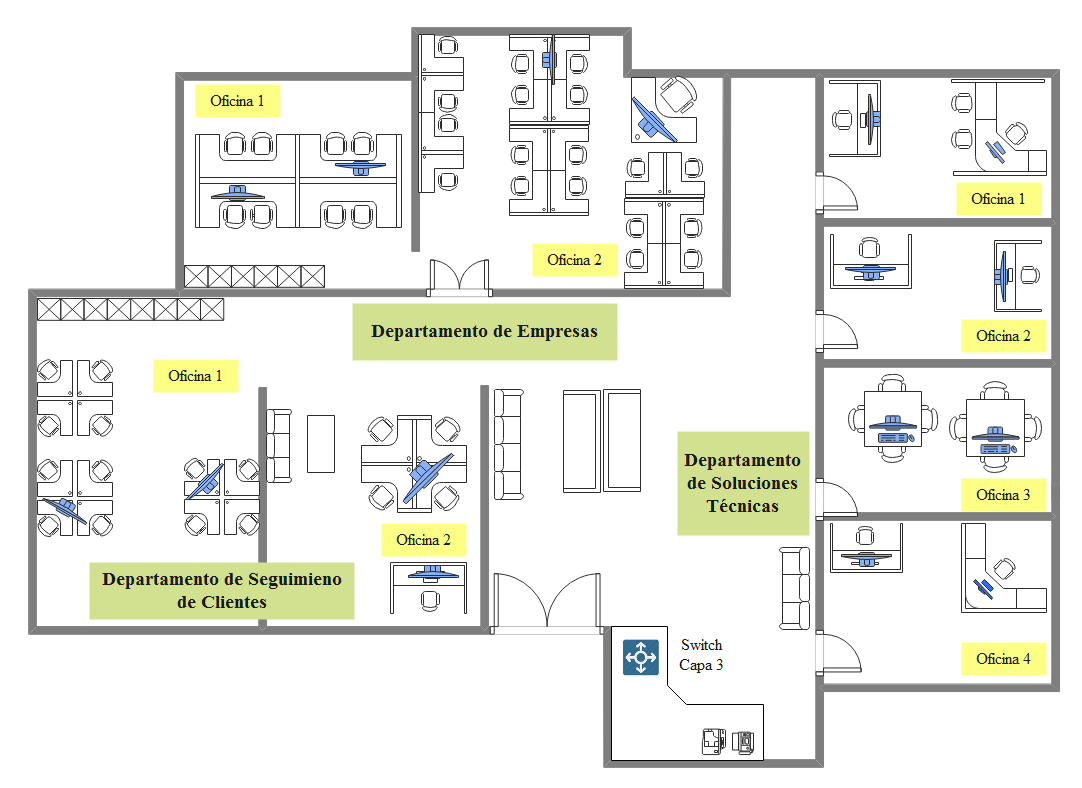 Oficina 1
Oficina 2
Departamento de Empresas
Oficina 1
Oficina 2
Departamento de Seguimieno
de Clientes
Oficina 1
Oficina 2
Oficina 3
Oficina 4
Departamento
de Soluciones
Técnicas
Switch
Capa 3